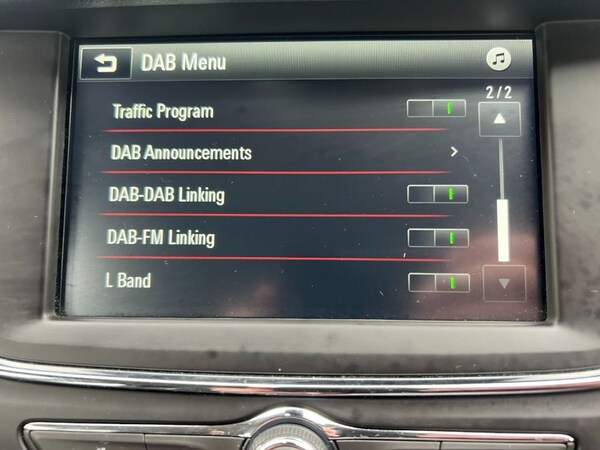 DAB Menu
2/2
Traffic Program
DAB Announcements
DAB-DAB Linking
DAB-FM Linking
L Band